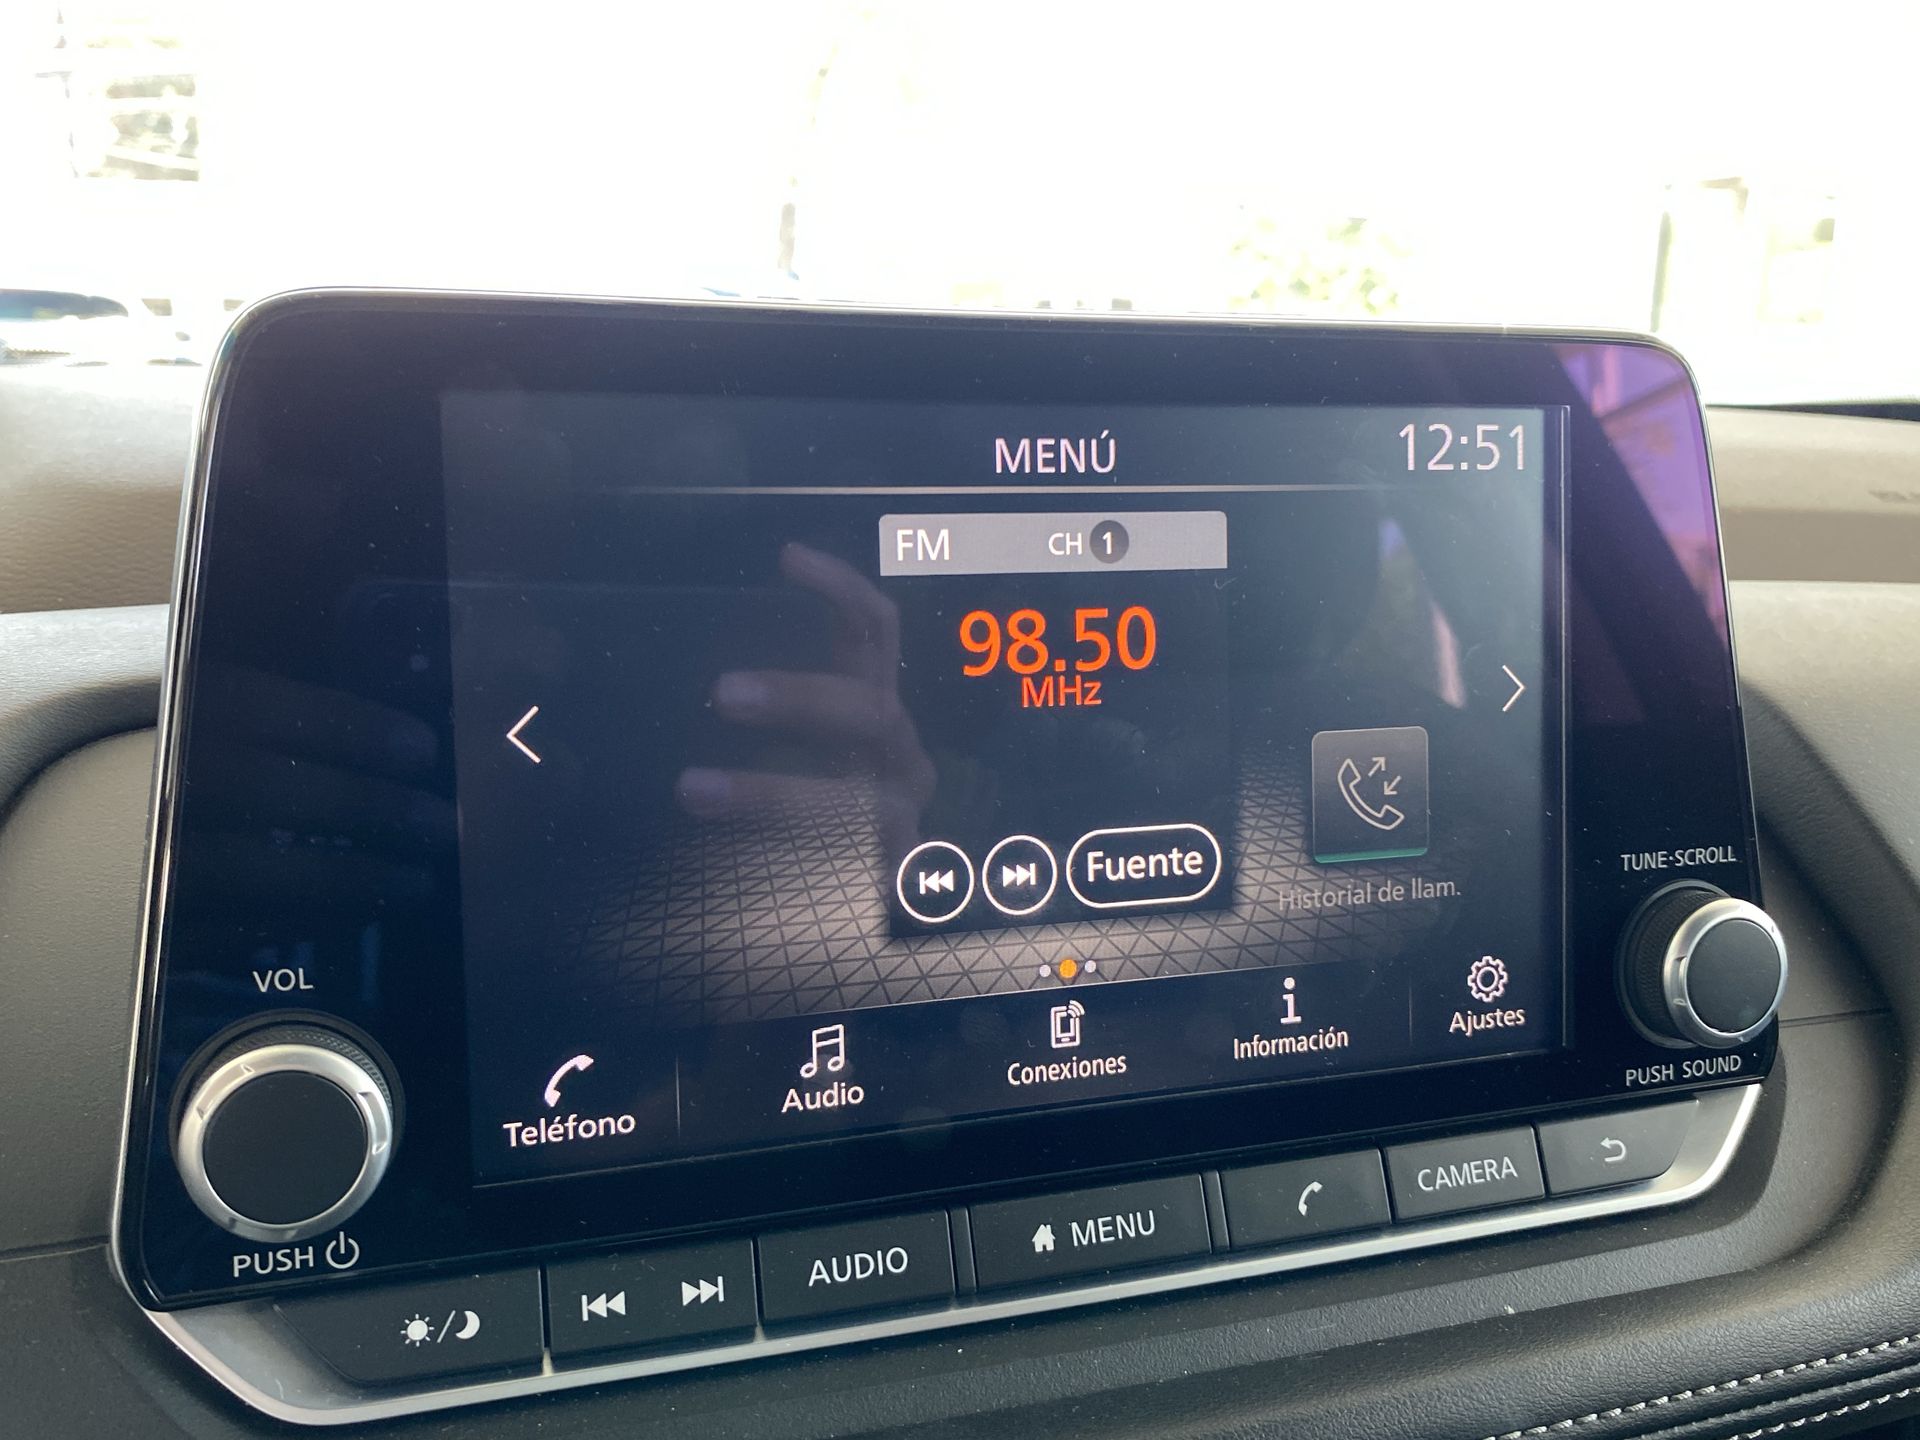 MENÚ
12:51
FM CH 1
98.50
MHz
Fuente
Historial de llam.
Teléfono
Audio
Conexiones
Información
Ajustes
VOL
PUSH
TUNE·SCROLL
PUSH SOUND
AUDIO
MENU
CAMERA